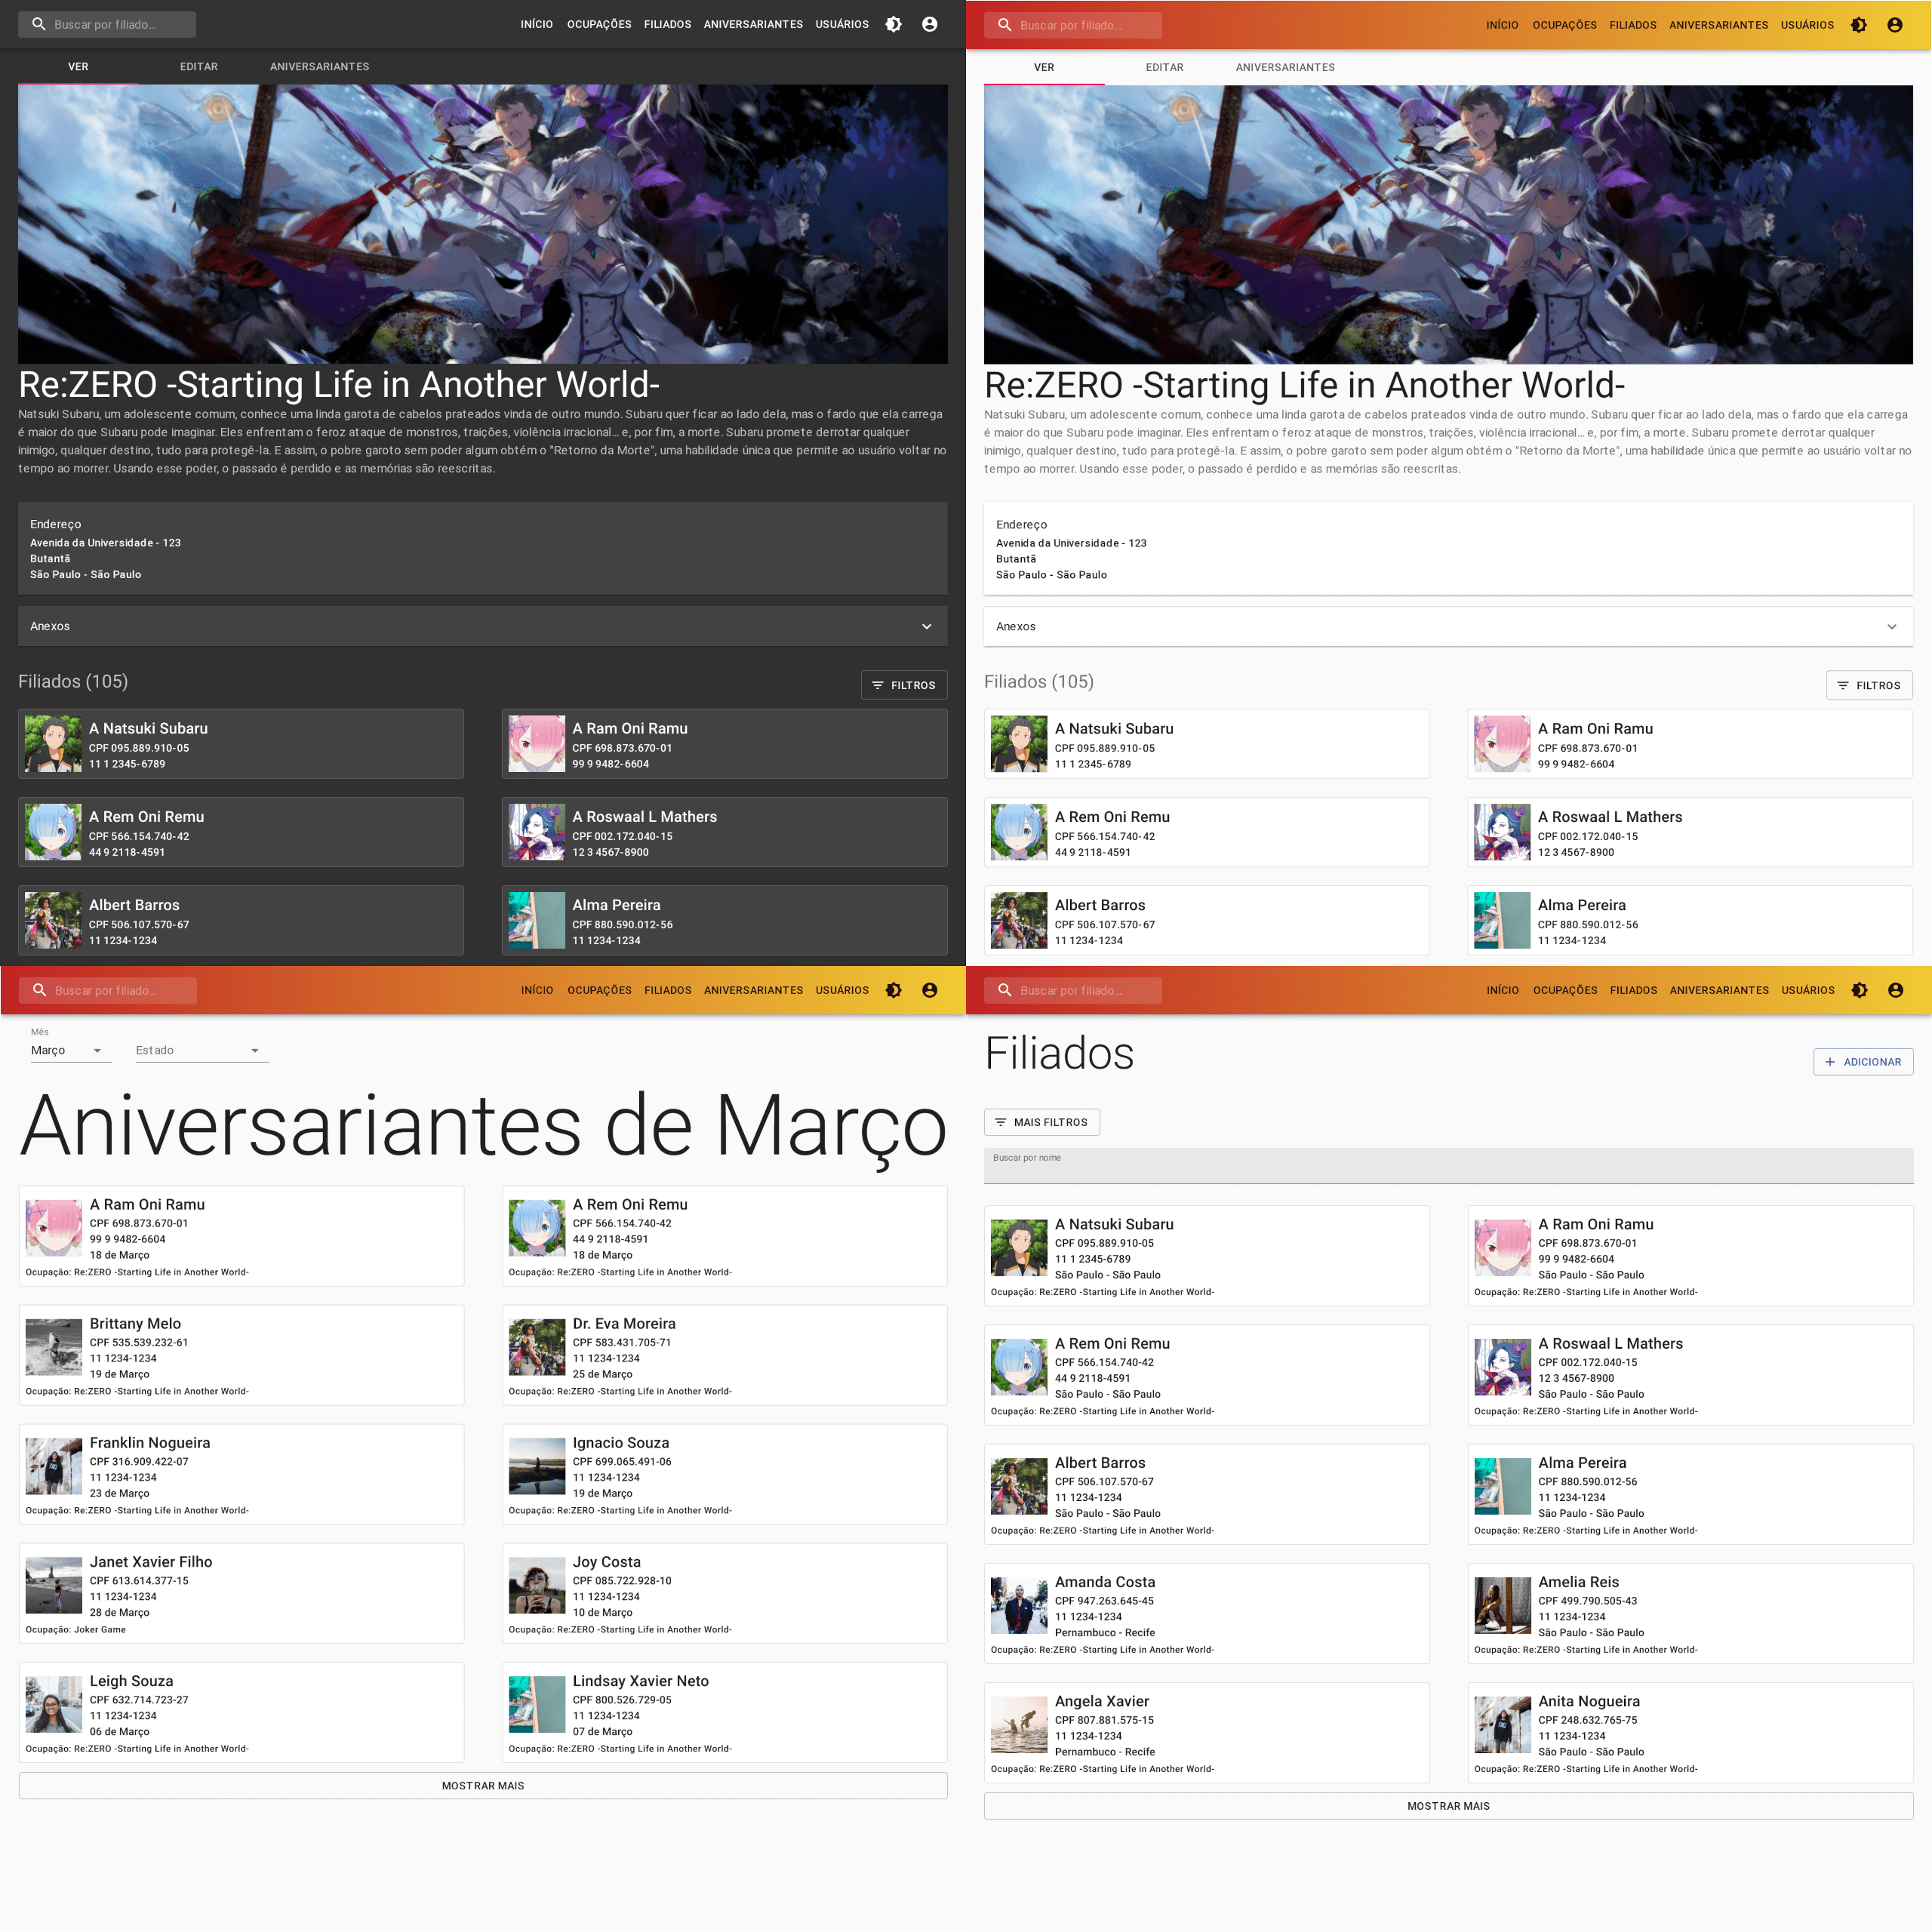 Buscar por filiado...
INÍCIO OCUPAÇÕES FILIADOS ANIVERSARIANTES USUÁRIOS
VER EDITAR ANIVERSARIANTES
Re:ZERO -Starting Life in Another World-
Natsuki Subaru, um adolescente comum, conhece uma linda garota de cabelos prateados vinda de outro mundo. Subaru quer ficar ao lado dela, mas o fardo que ela carrega
é maior do que Subaru pode imaginar. Eles enfrentam o feroz ataque de monstros, traições, violência irracional... e, por fim, a morte. Subaru promete derrotar qualquer
inimigo, qualquer destino, tudo para protegê-la. E assim, o pobre garoto sem poder algum obtém o "Retorno da Morte", uma habilidade única que permite ao usuário voltar no
tempo ao morrer. Usando esse poder, o passado é perdido e as memórias são reescritas.
Endereço
Avenida da Universidade - 123
Butantã
São Paulo - São Paulo
Anexos
Filiados (105)
FILTROS
A Natsuki Subaru
CPF 095.889.910-05
11 1 2345-6789
A Ram Oni Ramu
CPF 698.873.670-01
99 9 9482-6604
A Rem Oni Remu
CPF 566.154.740-42
44 9 2118-4591
A Roswaal L Mathers
CPF 002.172.040-15
12 3 4567-8900
Albert Barros
CPF 506.107.570-67
11 1234-1234
Alma Pereira
CPF 880.590.012-56
11 1234-1234
Buscar por filiado...
INÍCIO OCUPAÇÕES FILIADOS ANIVERSARIANTES USUÁRIOS
VER EDITAR ANIVERSARIANTES
Re:ZERO -Starting Life in Another World-
Natsuki Subaru, um adolescente comum, conhece uma linda garota de cabelos prateados vinda de outro mundo. Subaru quer ficar ao lado dela, mas o fardo que ela carrega
é maior do que Subaru pode imaginar. Eles enfrentam o feroz ataque de monstros, traições, violência irracional... e, por fim, a morte. Subaru promete derrotar qualquer
inimigo, qualquer destino, tudo para protegê-la. E assim, o pobre garoto sem poder algum obtém o "Retorno da Morte", uma habilidade única que permite ao usuário voltar no
tempo ao morrer. Usando esse poder, o passado é perdido e as memórias são reescritas.
Endereço
Avenida da Universidade - 123
Butantã
São Paulo - São Paulo
Anexos
Filiados (105)
FILTROS
A Natsuki Subaru
CPF 095.889.910-05
11 1 2345-6789
A Ram Oni Ramu
CPF 698.873.670-01
99 9 9482-6604
A Rem Oni Remu
CPF 566.154.740-42
44 9 2118-4591
A Roswaal L Mathers
CPF 002.172.040-15
12 3 4567-8900
Albert Barros
CPF 506.107.570-67
11 1234-1234
Alma Pereira
CPF 880.590.012-56
11 1234-1234
Buscar por filiado...
INÍCIO OCUPAÇÕES FILIADOS ANIVERSARIANTES USUÁRIOS
Mês
Março
Estado
Aniversariantes de Março
A Ram Oni Ramu
CPF 698.873.670-01
99 9 9482-6604
18 de Março
Ocupação: Re:ZERO -Starting Life in Another World-
A Rem Oni Remu
CPF 566.154.740-42
44 9 2118-4591
18 de Março
Ocupação: Re:ZERO -Starting Life in Another World-
Brittany Melo
CPF 535.539.232-61
11 1234-1234
19 de Março
Ocupação: Re:ZERO -Starting Life in Another World-
Dr. Eva Moreira
CPF 583.431.705-71
11 1234-1234
25 de Março
Ocupação: Re:ZERO -Starting Life in Another World-
Franklin Nogueira
CPF 316.909.422-07
11 1234-1234
23 de Março
Ocupação: Re:ZERO -Starting Life in Another World-
Ignacio Souza
CPF 699.065.491-06
11 1234-1234
19 de Março
Ocupação: Re:ZERO -Starting Life in Another World-
Janet Xavier Filho
CPF 613.614.377-15
11 1234-1234
28 de Março
Ocupação: Joker Game
Joy Costa
CPF 085.722.928-10
11 1234-1234
10 de Março
Ocupação: Re:ZERO -Starting Life in Another World-
Leigh Souza
CPF 632.714.723-27
11 1234-1234
06 de Março
Ocupação: Re:ZERO -Starting Life in Another World-
Lindsay Xavier Neto
CPF 800.526.729-05
11 1234-1234
07 de Março
Ocupação: Re:ZERO -Starting Life in Another World-
MOSTRAR MAIS
Buscar por filiado...
INÍCIO OCUPAÇÕES FILIADOS ANIVERSARIANTES USUÁRIOS
Filiados
ADICIONAR
MAIS FILTROS
Buscar por nome
A Natsuki Subaru
CPF 095.889.910-05
11 1 2345-6789
São Paulo - São Paulo
Ocupação: Re:ZERO -Starting Life in Another World-
A Ram Oni Ramu
CPF 698.873.670-01
99 9 9482-6604
São Paulo - São Paulo
Ocupação: Re:ZERO -Starting Life in Another World-
A Rem Oni Remu
CPF 566.154.740-42
44 9 2118-4591
São Paulo - São Paulo
Ocupação: Re:ZERO -Starting Life in Another World-
A Roswaal L Mathers
CPF 002.172.040-15
12 3 4567-8900
São Paulo - São Paulo
Ocupação: Re:ZERO -Starting Life in Another World-
Albert Barros
CPF 506.107.570-67
11 1234-1234
São Paulo - São Paulo
Ocupação: Re:ZERO -Starting Life in Another World-
Alma Pereira
CPF 880.590.012-56
11 1234-1234
São Paulo - São Paulo
Ocupação: Re:ZERO -Starting Life in Another World-
Amanda Costa
CPF 947.263.645-45
11 1234-1234
Pernambuco - Recife
Ocupação: Re:ZERO -Starting Life in Another World-
Amelia Reis
CPF 499.790.505-43
11 1234-1234
São Paulo - São Paulo
Ocupação: Re:ZERO -Starting Life in Another World-
Angela Xavier
CPF 807.881.575-15
11 1234-1234
Pernambuco - Recife
Ocupação: Re:ZERO -Starting Life in Another World-
Anita Nogueira
CPF 248.632.765-75
11 1234-1234
São Paulo - São Paulo
Ocupação: Re:ZERO -Starting Life in Another World-
MOSTRAR MAIS